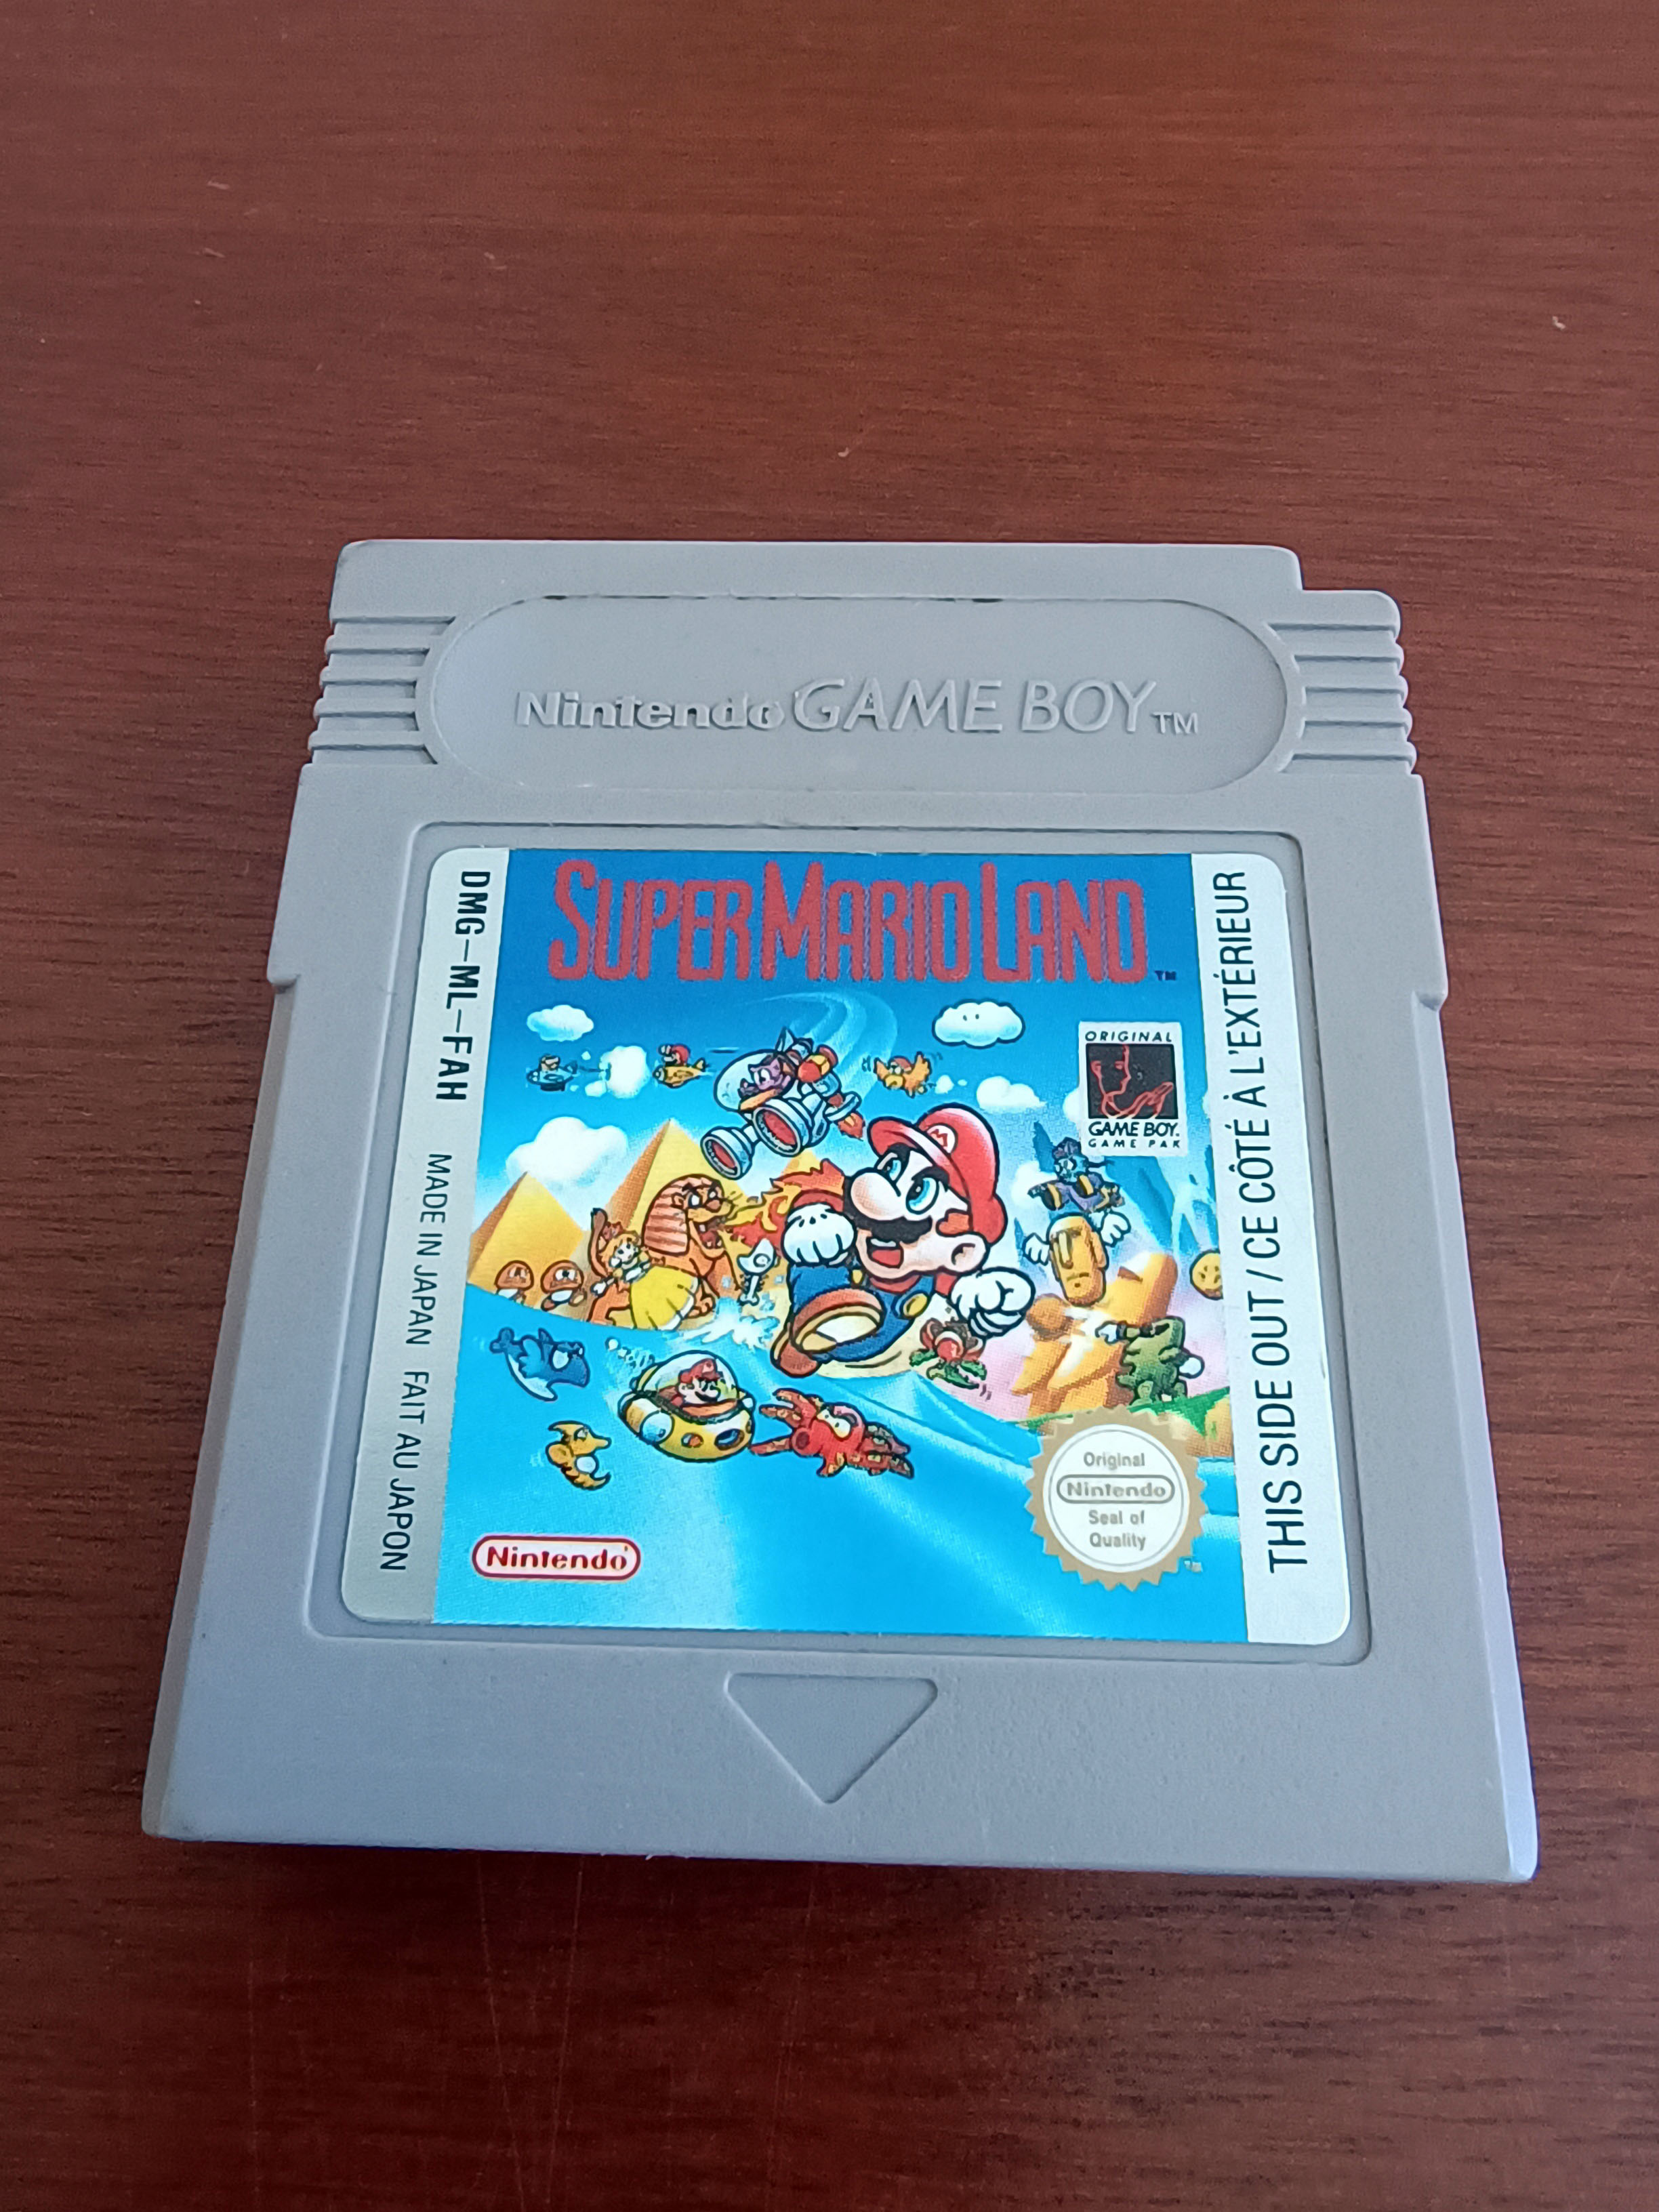 Nintendo GAME BOY TM
SUPER MARIO LAND TM
DMG-ML-FAH MADE IN JAPAN FAIT AU JAPON
ORIGINAL
GAME BOY
GAME PAK
M
Original
Nintendo
Seal of
Quality
TM
Nintendo
THIS SIDE OUT / CE CÔTÉ À L'EXTÉRIEUR